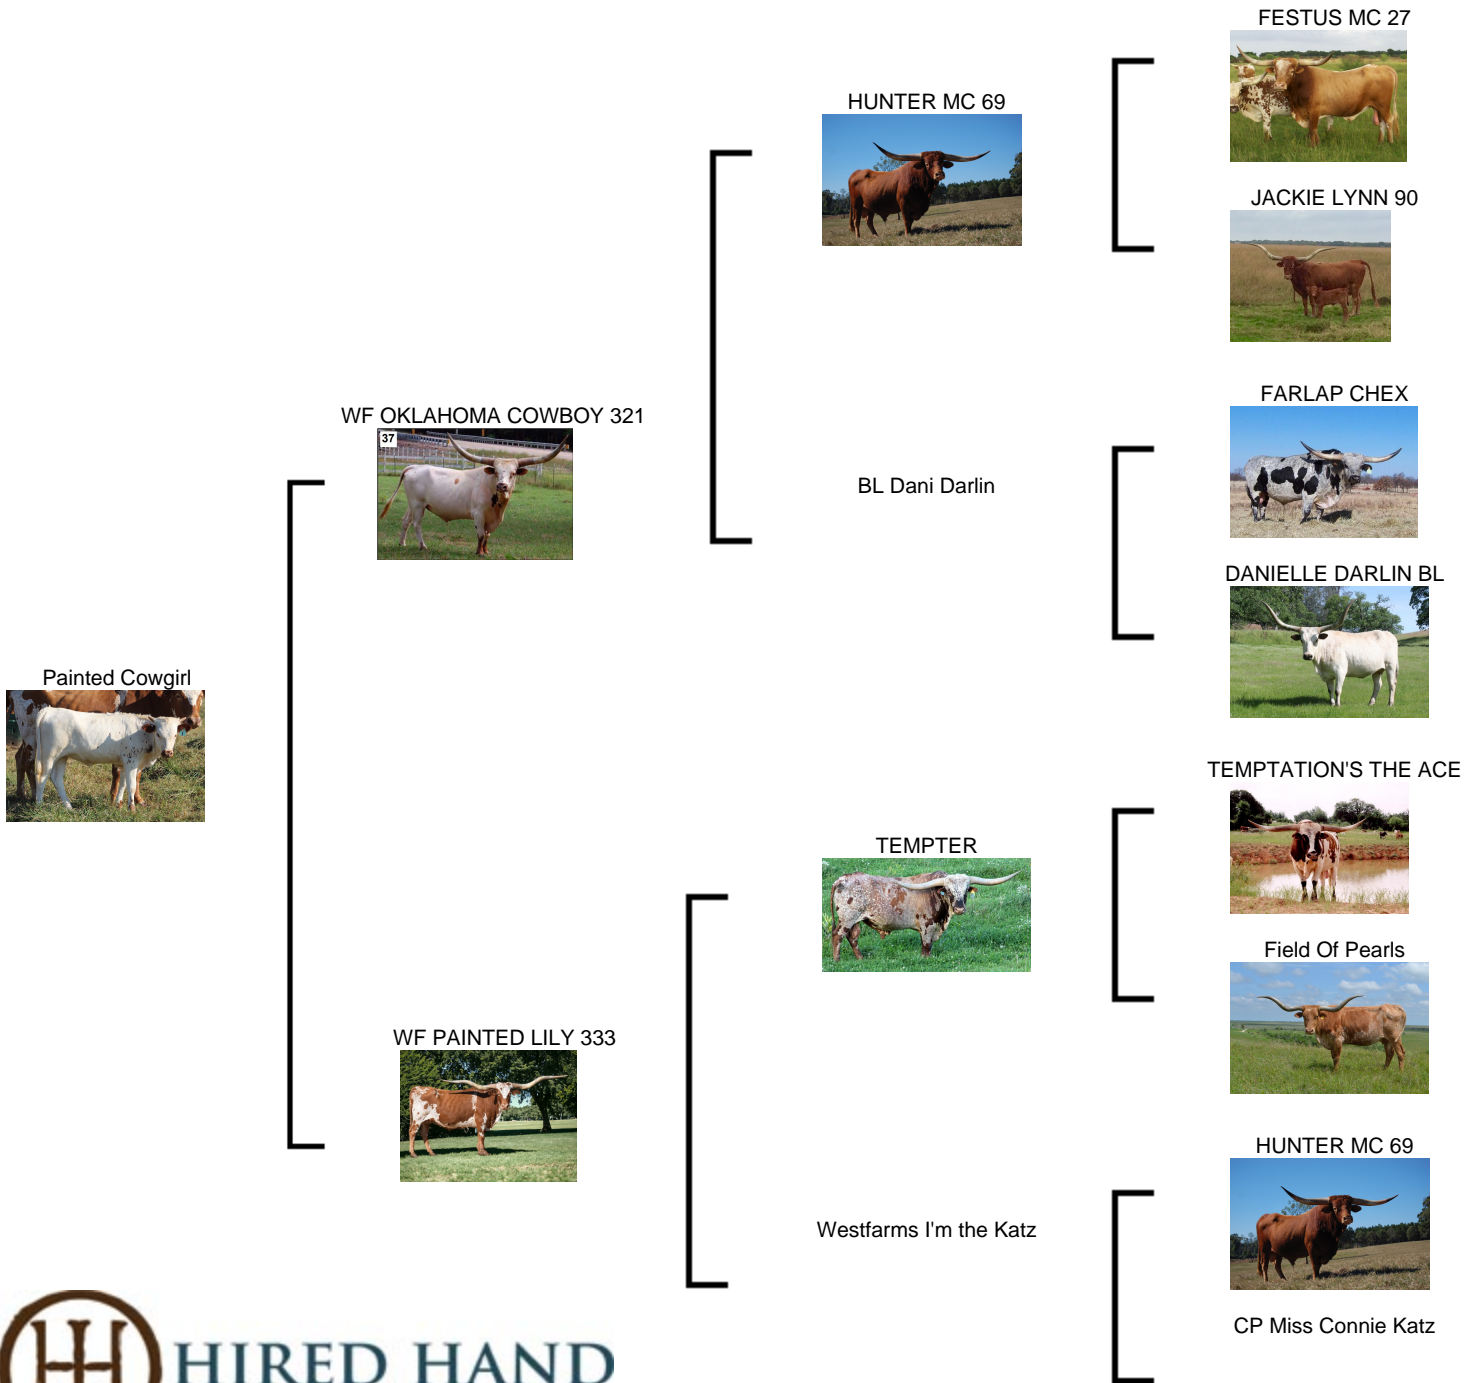 FESTUS MC 27
HUNTER MC 69
JACKIE LYNN 90
FARLAP CHEX
WF OKLAHOMA COWBOY 321
37
BL Dani Darlin
DANIELLE DARLIN BL
Painted Cowgirl
TEMPTATION'S THE ACE
TEMPTER
Field Of Pearls
WF PAINTED LILY 333
HUNTER MC 69
Westfarms I'm the Katz
CP Miss Connie Katz
HIRED HAND